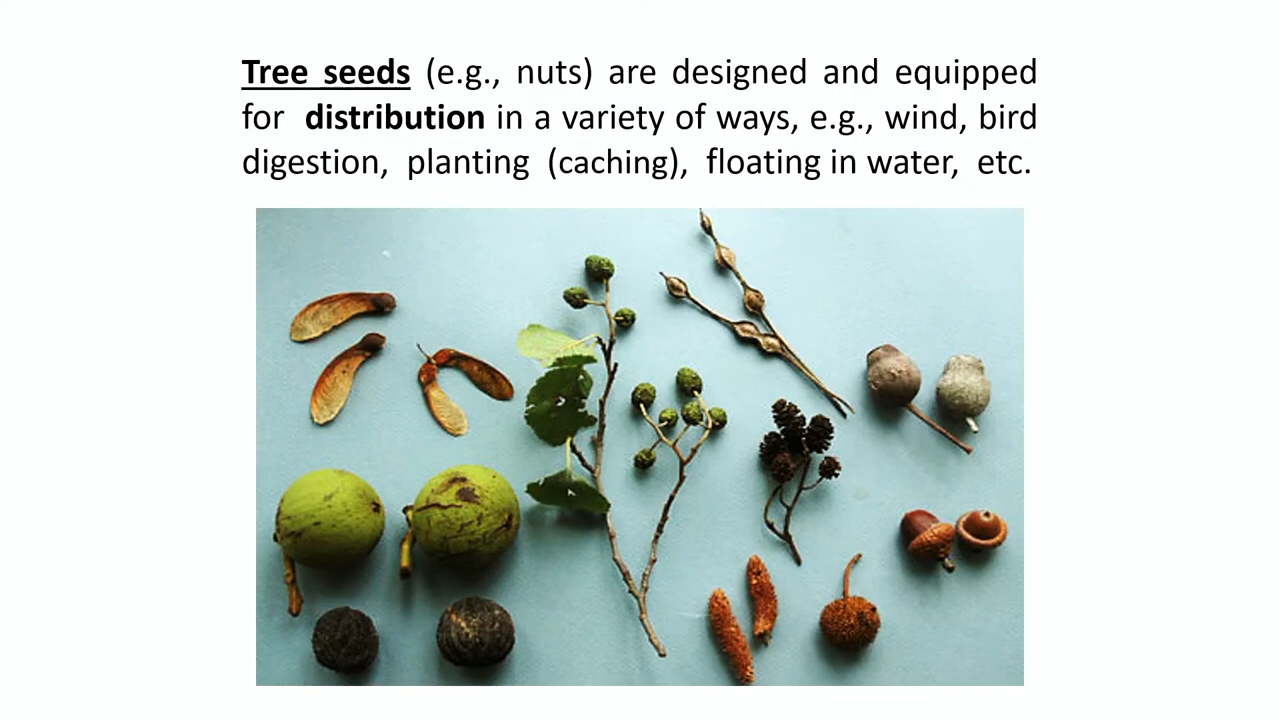 Tree seeds (e.g., nuts) are designed and equipped
for distribution in a variety of ways, e.g., wind, bird
digestion, planting (caching), floating in water, etc.